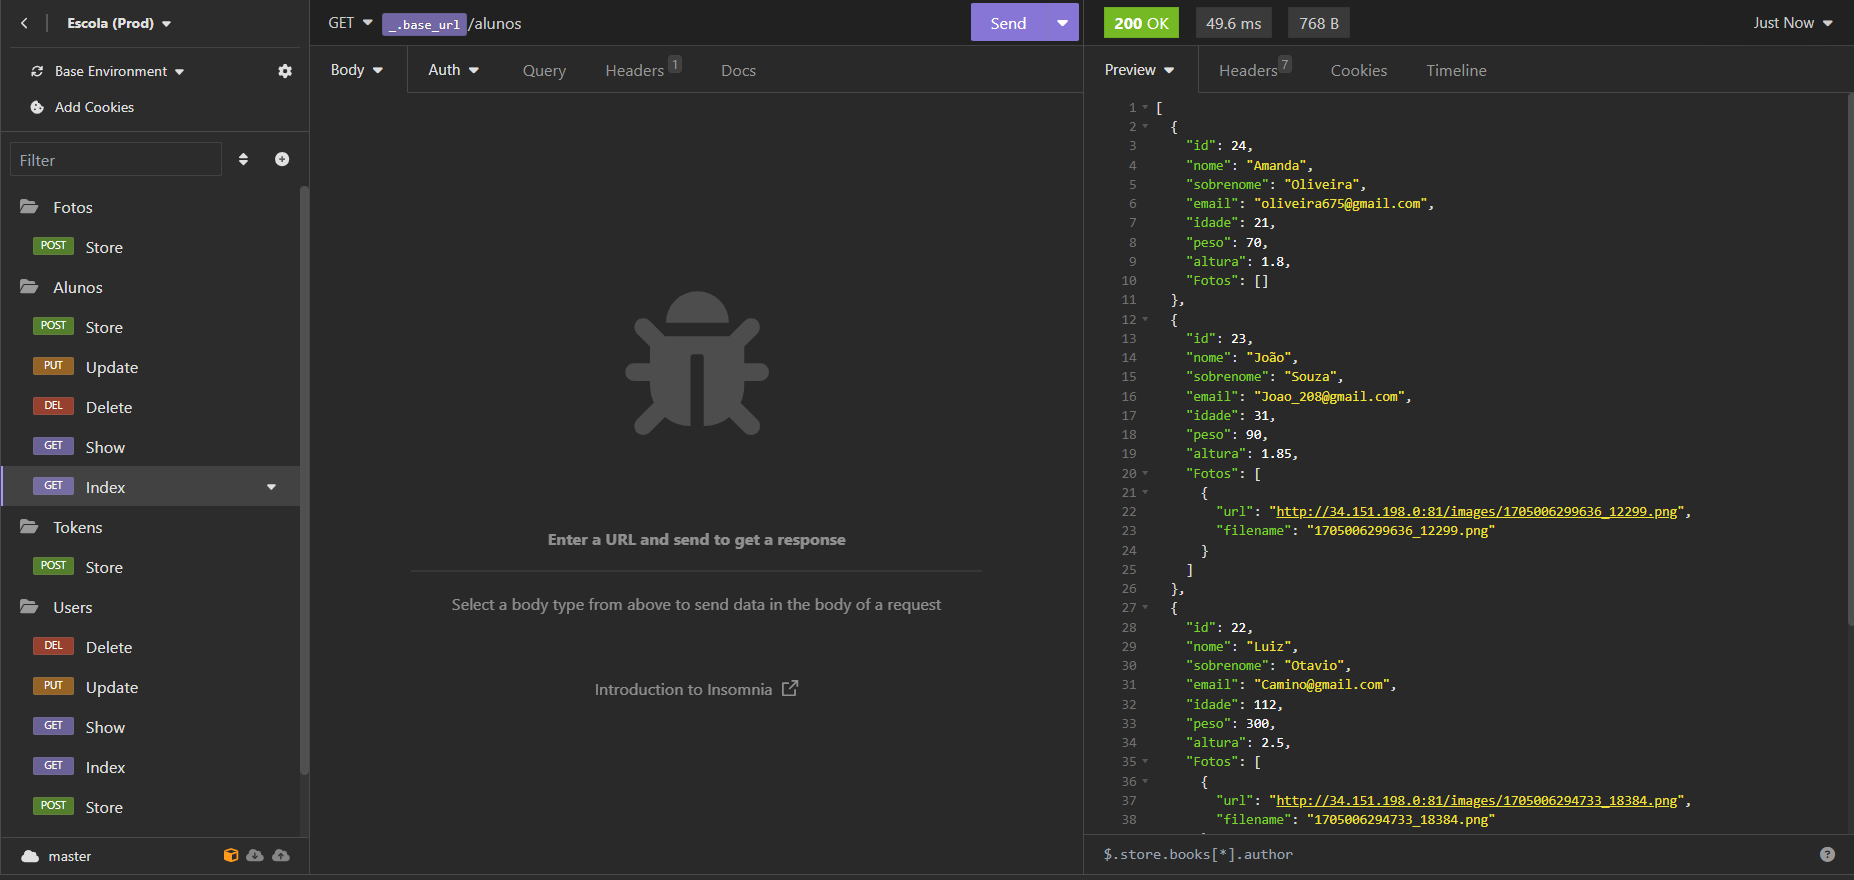 Escola (Prod)
Base Environment
Add Cookies
Filter
Fotos
POST Store
Alunos
POST Store
PUT Update
DEL Delete
GET Show
GET Index
Tokens
POST Store
Users
DEL Delete
PUT Update
GET Show
GET Index
POST Store
master
GET _.base_url /alunos
Send
Body
Auth
Query
Headers 1
Docs
Enter a URL and send to get a response
Select a body type from above to send data in the body of a request
Introduction to Insomnia
200 OK
49.6 ms
768 B
Just Now
Preview
Headers 7
Cookies
Timeline
1 [
2 {
3 "id": 24,
4 "nome": "Amanda",
5 "sobrenome": "Oliveira",
6 "email": "oliveira675@gmail.com",
7 "idade": 21,
8 "peso": 70,
9 "altura": 1.8,
10 "Fotos": []
11 },
12 {
13 "id": 23,
14 "nome": "João",
15 "sobrenome": "Souza",
16 "email": "Joao_208@gmail.com",
17 "idade": 31,
18 "peso": 90,
19 "altura": 1.85,
20 "Fotos": [
21 {
22 "url": "http://34.151.198.0:81/images/1705006299636_12299.png",
23 "filename": "1705006299636_12299.png"
24 }
25 ]
26 },
27 {
28 "id": 22,
29 "nome": "Luiz",
30 "sobrenome": "Otavio",
31 "email": "Camino@gmail.com",
32 "idade": 112,
33 "peso": 300,
34 "altura": 2.5,
35 "Fotos": [
36 {
37 "url": "http://34.151.198.0:81/images/1705006294733_18384.png",
38 "filename": "1705006294733_18384.png"
$.store.books[*].author